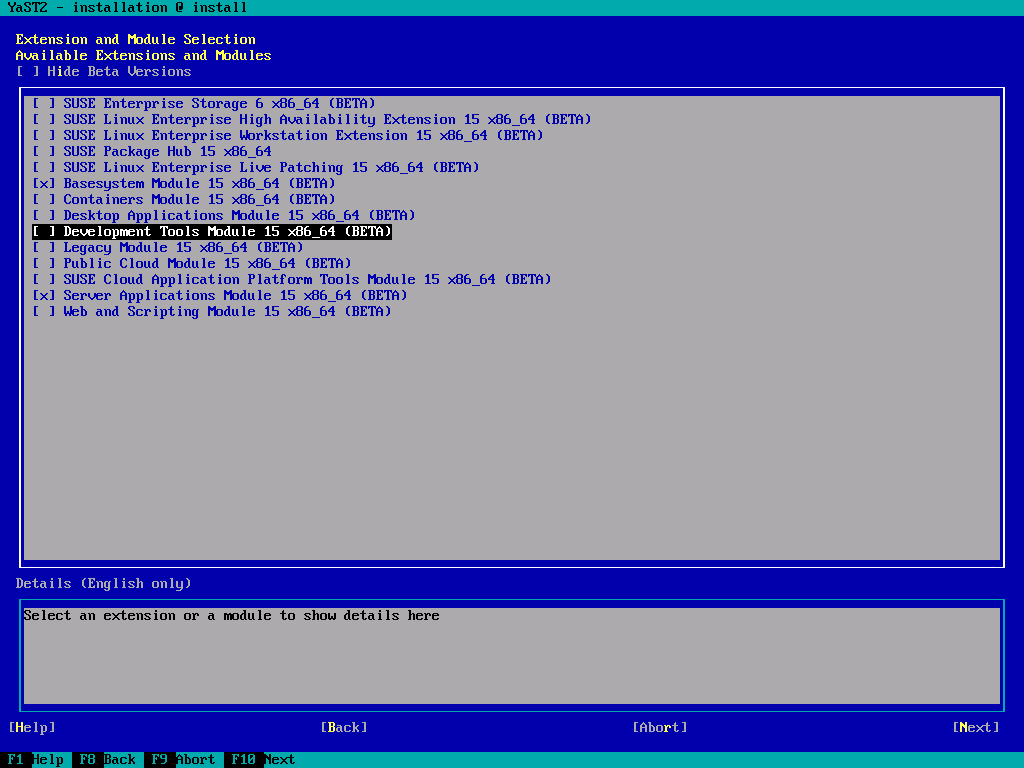 YaST2 - installation @ install
Extension and Module Selection
Available Extensions and Modules
[ ] Hide Beta Versions
[ ] SUSE Enterprise Storage 6 x86_64 (BETA)
[ ] SUSE Linux Enterprise High Availability Extension 15 x86_64 (BETA)
[ ] SUSE Linux Enterprise Workstation Extension 15 x86_64 (BETA)
[ ] SUSE Package Hub 15 x86_64
[ ] SUSE Linux Enterprise Live Patching 15 x86_64 (BETA)
[x] Basesystem Module 15 x86_64 (BETA)
[ ] Containers Module 15 x86_64 (BETA)
[ ] Desktop Applications Module 15 x86_64 (BETA)
[ ] Development Tools Module 15 x86_64 (BETA)
[ ] Legacy Module 15 x86_64 (BETA)
[ ] Public Cloud Module 15 x86_64 (BETA)
[ ] SUSE Cloud Application Platform Tools Module 15 x86_64 (BETA)
[x] Server Applications Module 15 x86_64 (BETA)
[ ] Web and Scripting Module 15 x86_64 (BETA)
Details (English only)
Select an extension or a module to show details here
[Help] [Back] [Abort] [Next]
F1 Help F8 Back F9 Abort F10 Next